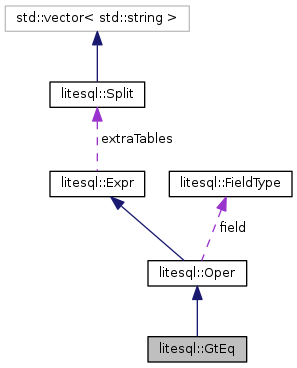 std::vector< std::string >
litesql::Split
extraTables
litesql::Expr
litesql::FieldType
field
litesql::Oper
litesql::GtEq